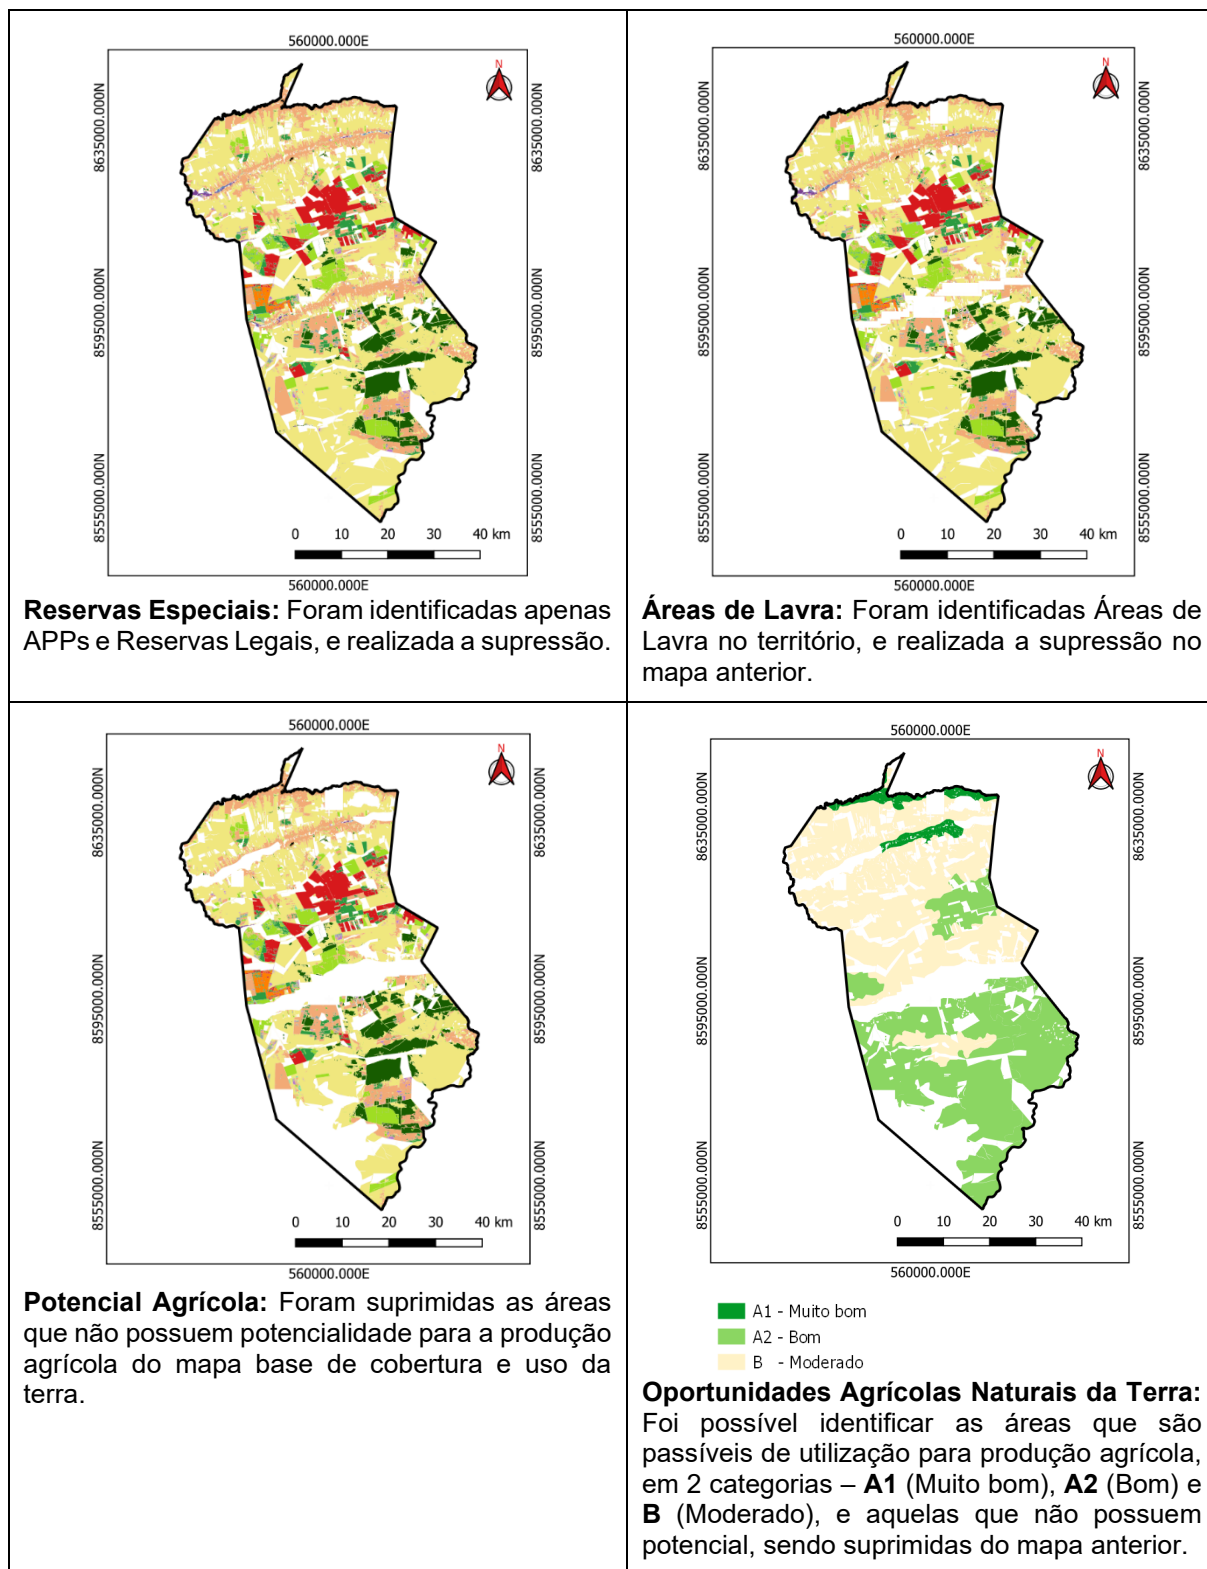 560000.000E
N
8635000.000N
8635000.000N
8595000.000N
8595000.000N
8555000.000N
8555000.000N
0 10 20 30 40 km
560000.000E
Reservas Especiais: Foram identificadas apenas
APPs e Reservas Legais, e realizada a supressão.
560000.000E
N
8635000.000N
8635000.000N
8595000.000N
8595000.000N
8555000.000N
8555000.000N
0 10 20 30 40 km
560000.000E
Áreas de Lavra: Foram identificadas Áreas de
Lavra no território, e realizada a supressão no
mapa anterior.
560000.000E
N
8635000.000N
8635000.000N
8595000.000N
8595000.000N
8555000.000N
8555000.000N
0 10 20 30 40 km
560000.000E
Potencial Agrícola: Foram suprimidas as áreas
que não possuem potencialidade para a produção
agrícola do mapa base de cobertura e uso da
terra.
560000.000E
N
8635000.000N
8635000.000N
8595000.000N
8595000.000N
8555000.000N
8555000.000N
0 10 20 30 40 km
560000.000E
A1 - Muito bom
A2 - Bom
B - Moderado
Oportunidades Agrícolas Naturais da Terra:
Foi possível identificar as áreas que são
passíveis de utilização para produção agrícola,
em 2 categorias – A1 (Muito bom), A2 (Bom) e
B (Moderado), e aquelas que não possuem
potencial, sendo suprimidas do mapa anterior.